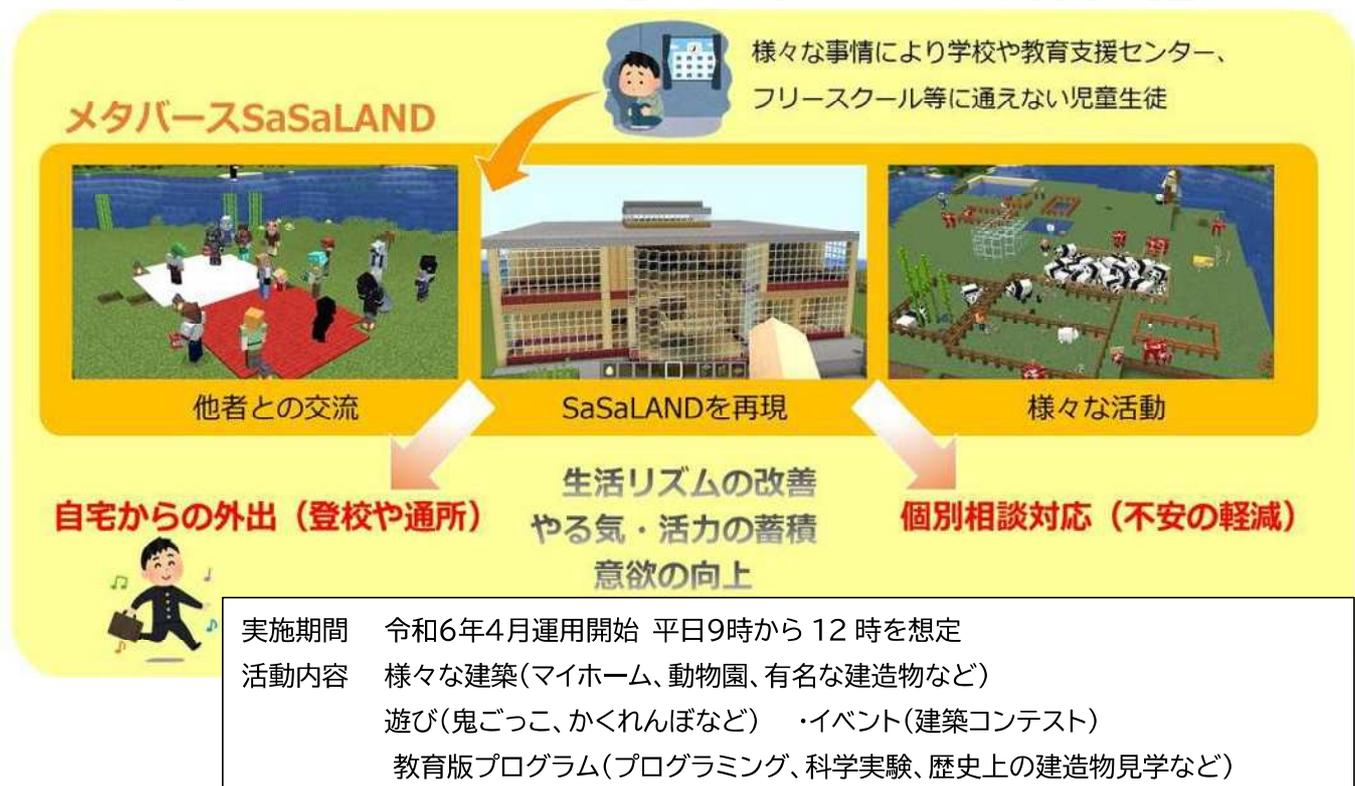 様々な事情により学校や教育支援センター、
フリースクール等に通えない児童生徒
メタバースSaSaLAND
他者との交流
SaSaLANDを再現
様々な活動
自宅からの外出（登校や通所）
生活リズムの改善
やる気・活力の蓄積
意欲の向上
個別相談対応（不安の軽減）
実施期間 令和6年4月運用開始 平日9時から 12 時を想定
活動内容 様々な建築（マイホーム、動物園、有名な建造物など）
遊び（鬼ごっこ、かくれんぼなど） ・イベント（建築コンテスト）
教育版プログラム（プログラミング、科学実験、歴史上の建造物見学など）